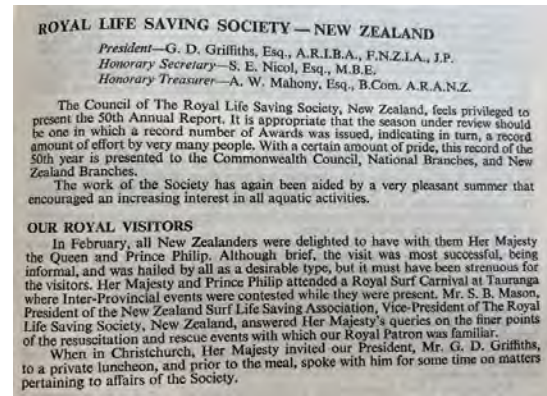 ROYAL LIFE SAVING SOCIETY — NEW ZEALAND
President—G. D. Griffiths, Esq., A.R.I.B.A., F.N.Z.I.A., J.P.
Honorary Secretary—S. E. Nicol, Esq., M.B.E.
Honorary Treasurer—A. W. Mahony, Esq., B.Com. A.R.A.N.Z.
The Council of The Royal Life Saving Society, New Zealand, feels privileged to
present the 50th Annual Report. It is appropriate that the season under review should
be one in which a record number of Awards was issued, indicating in turn, a record
amount of effort by very many people. With a certain amount of pride, this record of the
50th year is presented to the Commonwealth Council, National Branches, and New
Zealand Branches.
The work of the Society has again been aided by a very pleasant summer that
encouraged an increasing interest in all aquatic activities.
OUR ROYAL VISITORS
In February, all New Zealanders were delighted to have with them Her Majesty
the Queen and Prince Philip. Although brief, the visit was most successful, being
informal, and was hailed by all as a desirable type, but it must have been strenuous for
the visitors. Her Majesty and Prince Philip attended a Royal Surf Carnival at Tauranga
where Inter-Provincial events were contested while they were present. Mr. S. B. Mason,
President of the New Zealand Surf Life Saving Association, Vice-President of The Royal
Life Saving Society, New Zealand, answered Her Majesty's queries on the finer points
of the resuscitation and rescue events with which our Royal Patron was familiar.
When in Christchurch, Her Majesty invited our President, Mr. G. D. Griffiths,
to a private luncheon, and prior to the meal, spoke with him for some time on matters
pertaining to affairs of the Society.